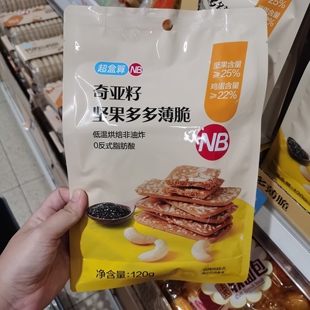 超盒算 NB
坚果含量
≥25%
鸡蛋含量
≥22%
奇亚籽
坚果多多薄脆
低温烘焙非油炸
0反式脂肪酸
NB
净含量:120g